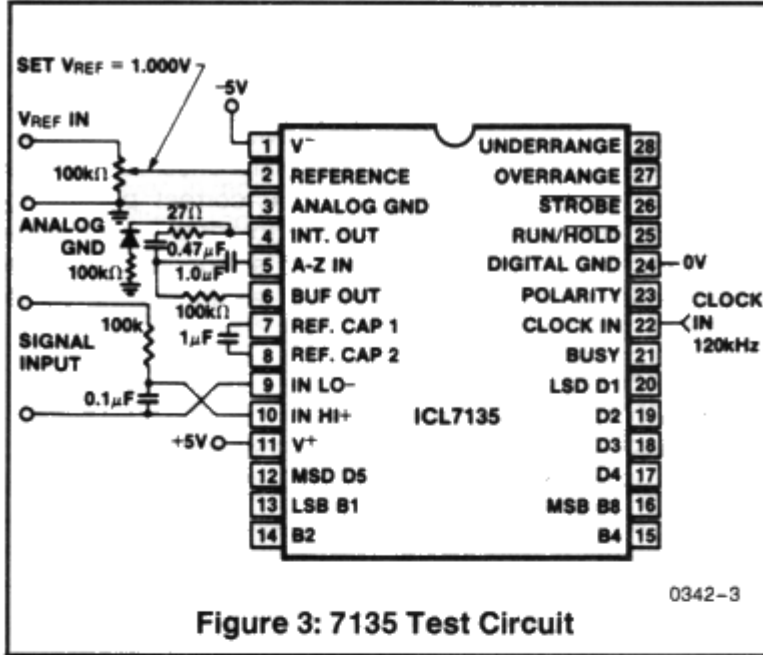 SET VREF = 1.000V
-5V
VREF IN
100kΩ
ANALOG GND
27Ω
0.47µF
1.0µF
100kΩ
100kΩ
1µF
SIGNAL INPUT
100k
0.1µF
+5V
1 V-
2 REFERENCE
3 ANALOG GND
4 INT. OUT
5 A-Z IN
6 BUF OUT
7 REF. CAP 1
8 REF. CAP 2
9 IN LO-
10 IN HI+
11 V+
12 MSD D5
13 LSB B1
14 B2
ICL7135
UNDERRANGE 28
OVERRANGE 27
STROBE 26
RUN/HOLD 25
DIGITAL GND 24
0V
POLARITY 23
CLOCK IN 22
CLOCK
IN
120kHz
BUSY 21
LSD D1 20
D2 19
D3 18
D4 17
MSB B8 16
B4 15
0342-3
Figure 3: 7135 Test Circuit